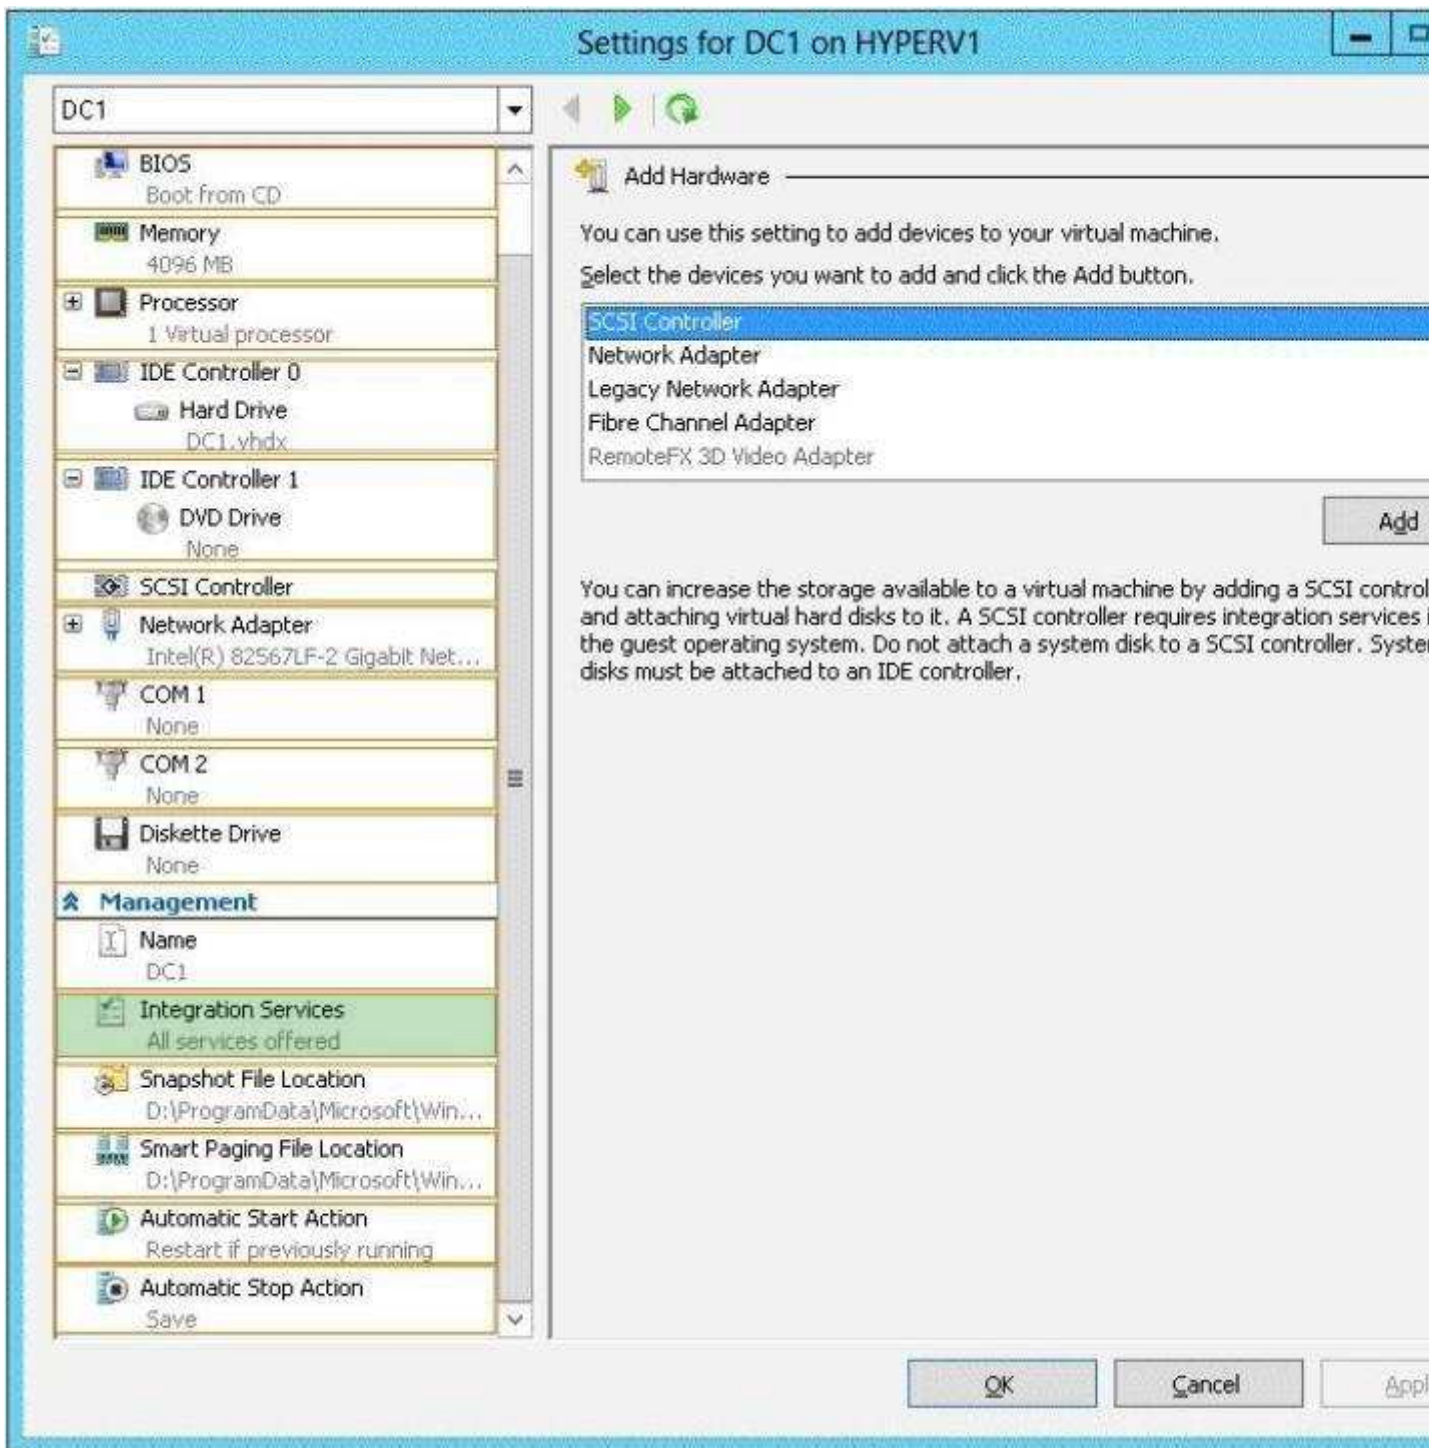 Settings for DC1 on HYPERV1
DC1
BIOS
Boot from CD
Memory
4096 MB
Processor
1 Virtual processor
IDE Controller 0
Hard Drive
DC1.vhdx
IDE Controller 1
DVD Drive
None
SCSI Controller
Network Adapter
Intel(R) 82567LF-2 Gigabit Net...
COM 1
None
COM 2
None
Diskette Drive
None
Management
Name
DC1
Integration Services
All services offered
Snapshot File Location
D:\ProgramData\Microsoft\Win...
Smart Paging File Location
D:\ProgramData\Microsoft\Win...
Automatic Start Action
Restart if previously running
Automatic Stop Action
Save
Add Hardware
You can use this setting to add devices to your virtual machine.
Select the devices you want to add and click the Add button.
SCSI Controller
Network Adapter
Legacy Network Adapter
Fibre Channel Adapter
RemoteFX 3D Video Adapter
Add
You can increase the storage available to a virtual machine by adding a SCSI control
and attaching virtual hard disks to it. A SCSI controller requires integration services i
the guest operating system. Do not attach a system disk to a SCSI controller. Syste
disks must be attached to an IDE controller.
OK
Cancel
Appl